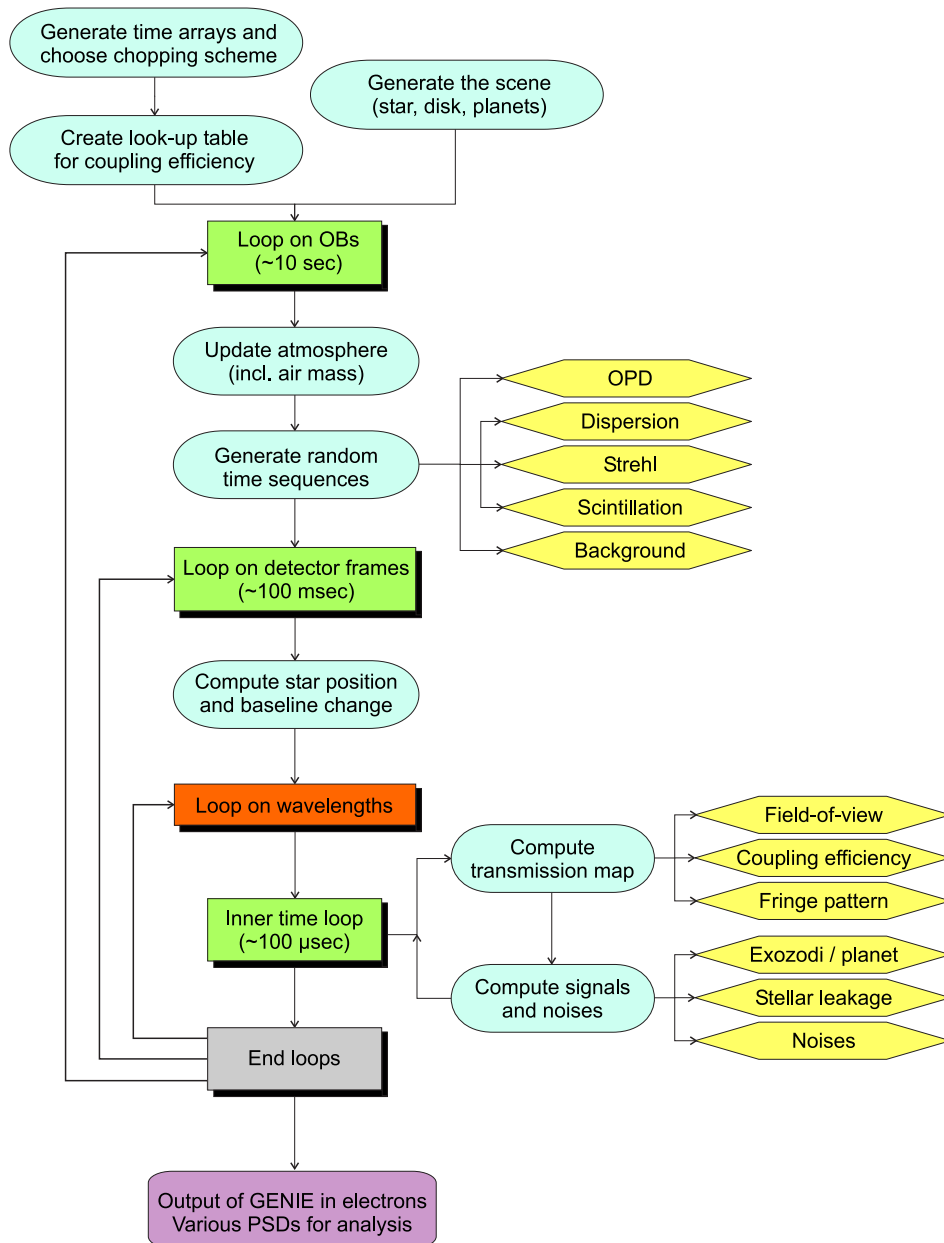 Generate time arrays and
choose chopping scheme
Generate the scene
(star, disk, planets)
Create look-up table
for coupling efficiency
Loop on OBs
(~10 sec)
Update atmosphere
(incl. air mass)
OPD
Dispersion
Generate random
time sequences
Strehl
Scintillation
Background
Loop on detector frames
(~100 msec)
Compute star position
and baseline change
Loop on wavelengths
Field-of-view
Compute
transmission map
Coupling efficiency
Fringe pattern
Inner time loop
(~100 µsec)
Exozodi / planet
Compute signals
and noises
Stellar leakage
Noises
End loops
Output of GENIE in electrons
Various PSDs for analysis